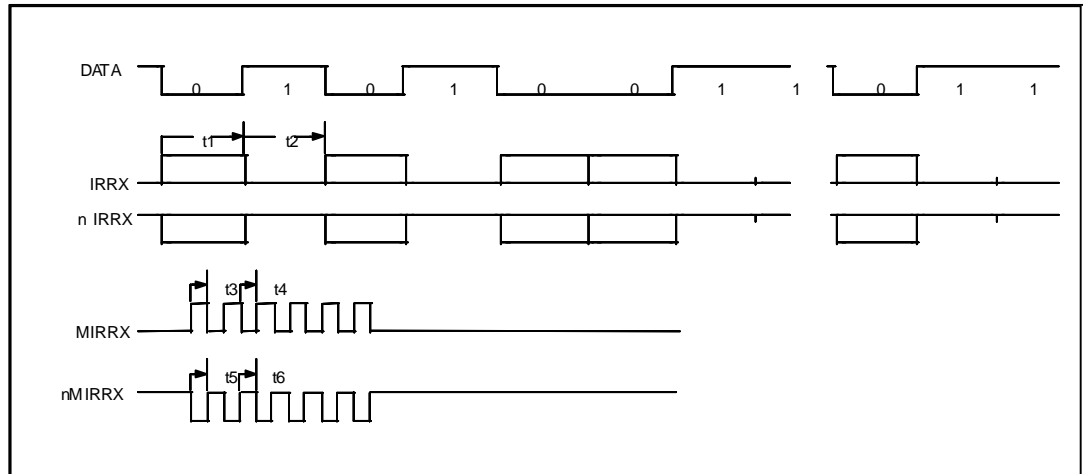 DATA
0 1 0 1 0 0 1 1 0 1 1
t1 t2
IRRX
n IRRX
t3 t4
MIRRX
t5 t6
nMIRRX